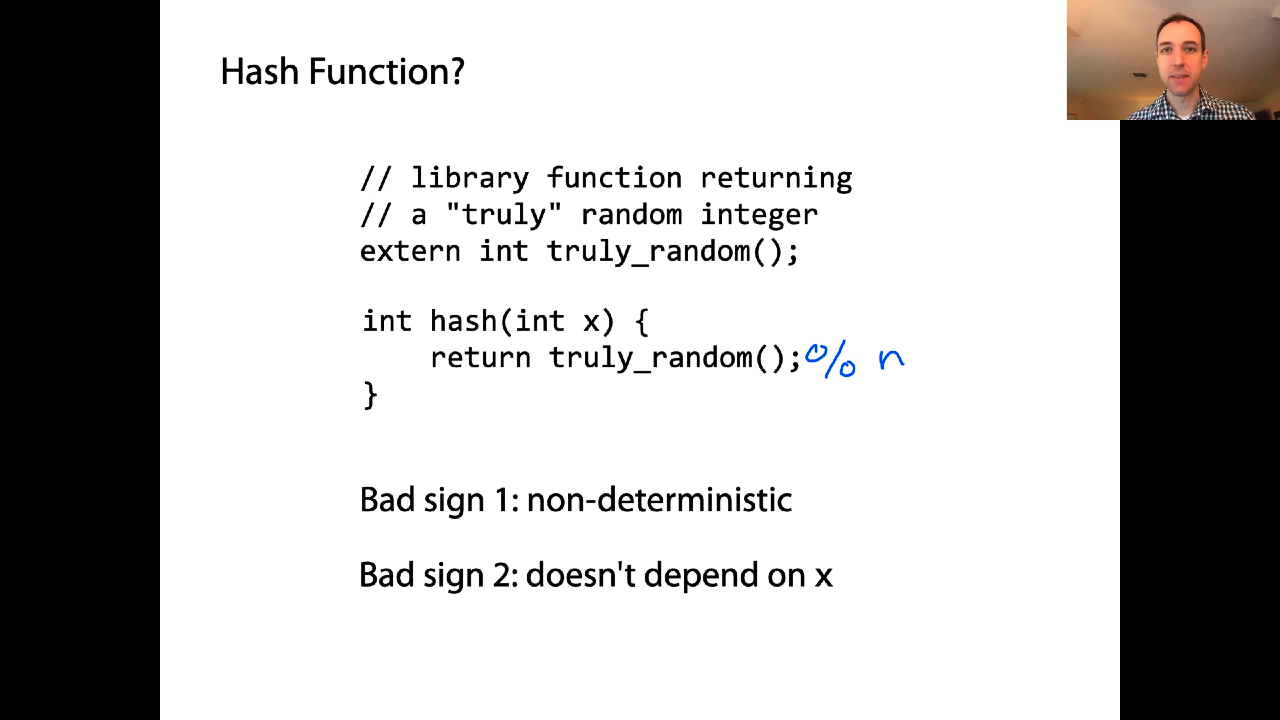 Hash Function?
// library function returning
// a "truly" random integer
extern int truly_random();
int hash(int x) {
return truly_random();% n
}
Bad sign 1: non-deterministic
Bad sign 2: doesn't depend on x